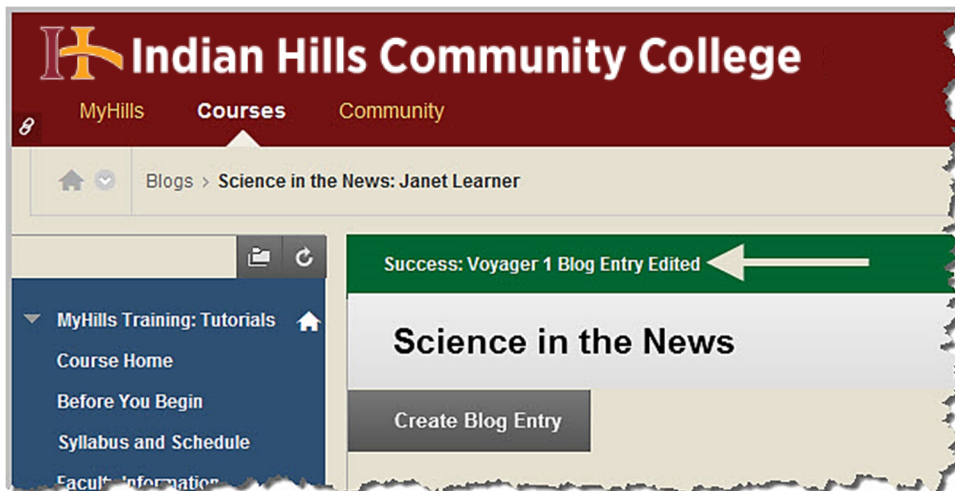 Indian Hills Community College
MyHills Courses Community
Blogs > Science in the News: Janet Learner
Success: Voyager 1 Blog Entry Edited
MyHills Training: Tutorials
Science in the News
Course Home
Before You Begin
Create Blog Entry
Syllabus and Schedule
Faculty Information